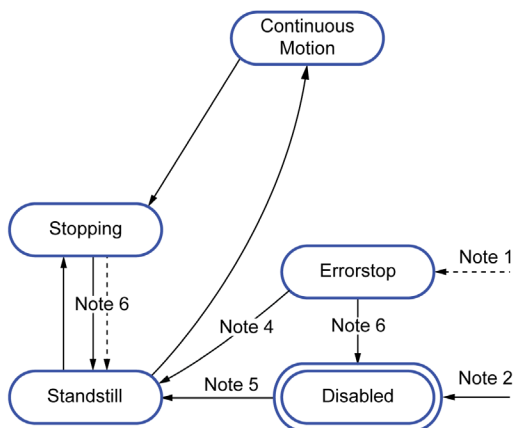 Continuous
Motion
Stopping
Note 6
Errorstop
Note 1
Note 4
Note 6
Standstill
Note 5
Disabled
Note 2